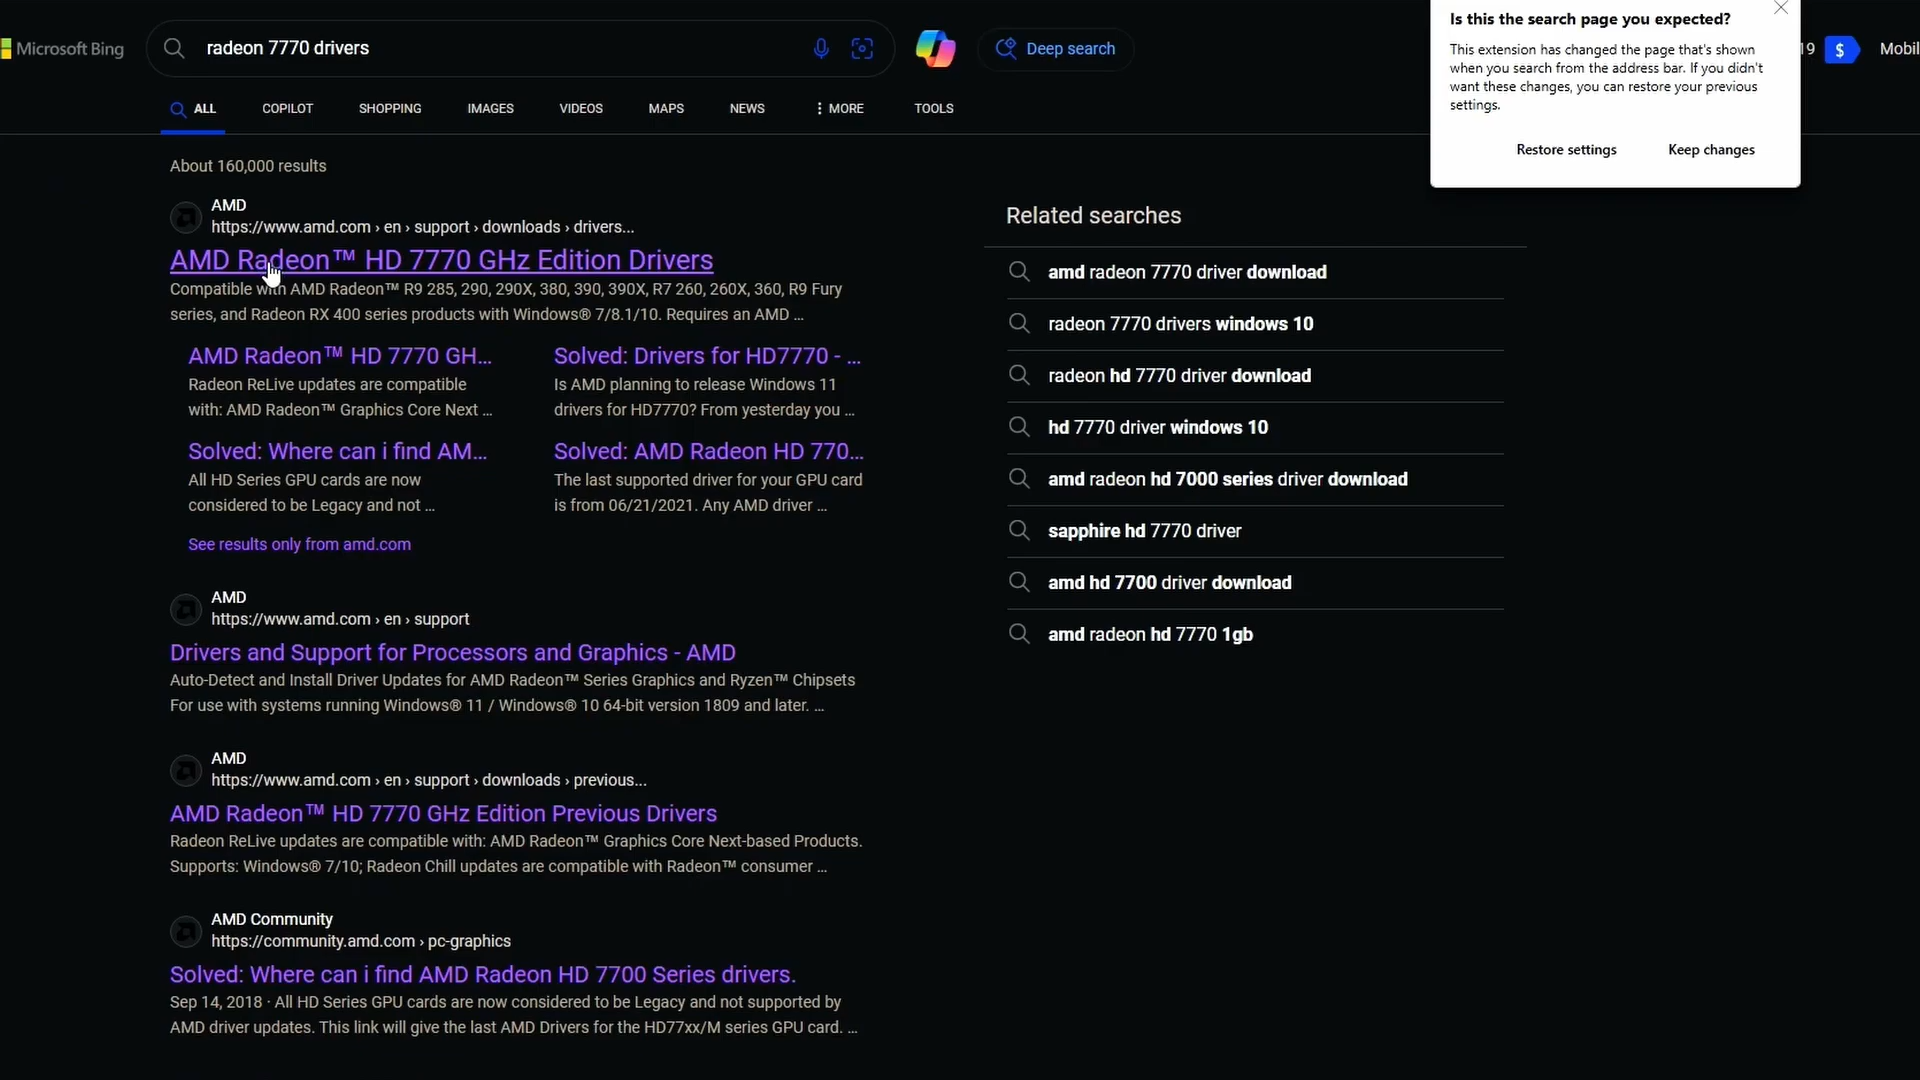 Microsoft Bing
radeon 7770 drivers
Deep search
19
$
Mobil
Is this the search page you expected?
This extension has changed the page that's shown
when you search from the address bar. If you didn't
want these changes, you can restore your previous
settings.
Restore settings
Keep changes
ALL
COPILOT
SHOPPING
IMAGES
VIDEOS
MAPS
NEWS
MORE
TOOLS
About 160,000 results
AMD
https://www.amd.com › en › support › downloads › drivers...
AMD Radeon™ HD 7770 GHz Edition Drivers
Compatible with AMD Radeon™ R9 285, 290, 290X, 380, 390, 390X, R7 260, 260X, 360, R9 Fury
series, and Radeon RX 400 series products with Windows® 7/8.1/10. Requires an AMD ...
AMD Radeon™ HD 7770 GH...
Radeon ReLive updates are compatible
with: AMD Radeon™ Graphics Core Next ...
Solved: Drivers for HD7770 - ...
Is AMD planning to release Windows 11
drivers for HD7770? From yesterday you ...
Solved: Where can i find AM...
All HD Series GPU cards are now
considered to be Legacy and not ...
Solved: AMD Radeon HD 770...
The last supported driver for your GPU card
is from 06/21/2021. Any AMD driver ...
See results only from amd.com
AMD
https://www.amd.com › en › support
Drivers and Support for Processors and Graphics - AMD
Auto-Detect and Install Driver Updates for AMD Radeon™ Series Graphics and Ryzen™ Chipsets
For use with systems running Windows® 11 / Windows® 10 64-bit version 1809 and later. ...
AMD
https://www.amd.com › en › support › downloads › previous...
AMD Radeon™ HD 7770 GHz Edition Previous Drivers
Radeon ReLive updates are compatible with: AMD Radeon™ Graphics Core Next-based Products.
Supports: Windows® 7/10; Radeon Chill updates are compatible with Radeon™ consumer ...
AMD Community
https://community.amd.com › pc-graphics
Solved: Where can i find AMD Radeon HD 7700 Series drivers.
Sep 14, 2018 · All HD Series GPU cards are now considered to be Legacy and not supported by
AMD driver updates. This link will give the last AMD Drivers for the HD77xx/M series GPU card. ...
Related searches
amd radeon 7770 driver download
radeon 7770 drivers windows 10
radeon hd 7770 driver download
hd 7770 driver windows 10
amd radeon hd 7000 series driver download
sapphire hd 7770 driver
amd hd 7700 driver download
amd radeon hd 7770 1gb